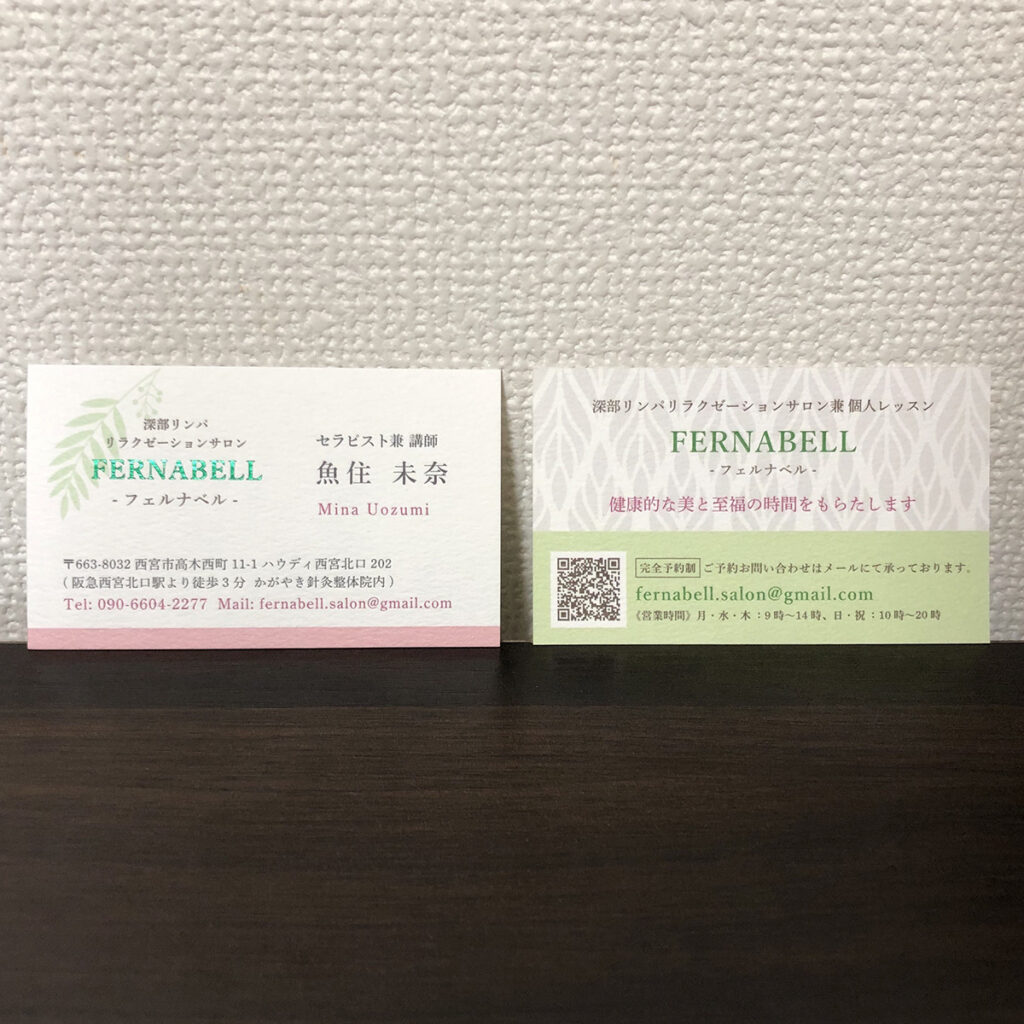 深部リンパ
リラクゼーションサロン
FERNABELL
- フェルナベル -
セラピスト兼 講師
魚住 未奈
Mina Uozumi
〒663-8032 西宮市高木西町 11-1 ハウディ西宮北口 202
( 阪急西宮北口駅より徒歩 3 分 かがやき針灸整体院内 )
Tel: 090-6604-2277 Mail: fernabell.salon@gmail.com
深部リンパリラクゼーションサロン兼 個人レッスン
FERNABELL
- フェルナベル -
健康的な美と至福の時間をもらたします
完全予約制 ご予約お問い合わせはメールにて承っております。
fernabell.salon@gmail.com
《営業時間》月・水・木 : 9 時〜14 時、日・祝 : 10 時〜20 時